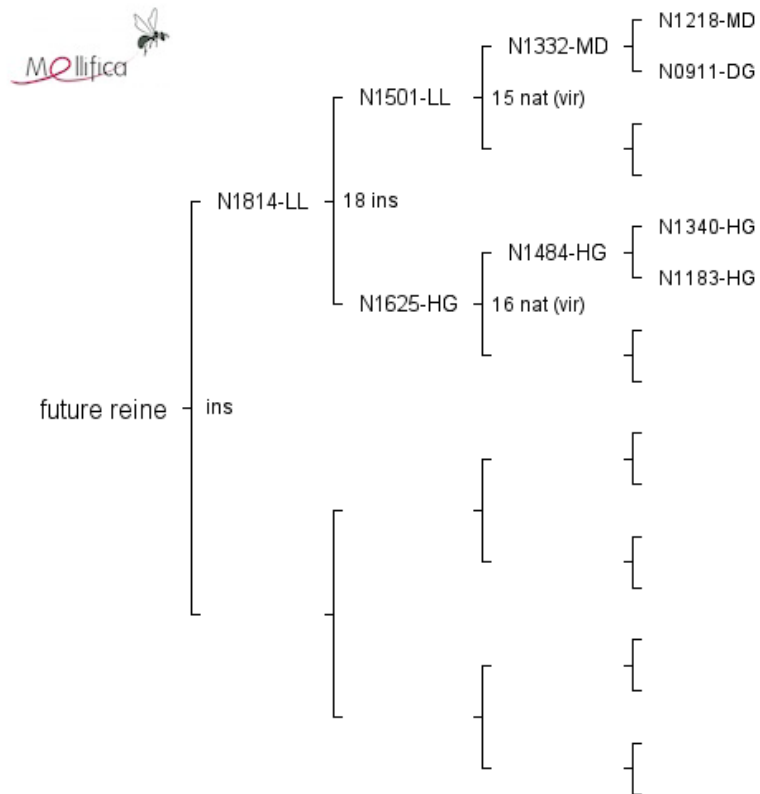 Mellifica
N1218-MD
N1332-MD
N0911-DG
N1501-LL
15 nat (vir)
N1814-LL
18 ins
N1340-HG
N1484-HG
N1183-HG
N1625-HG
16 nat (vir)
future reine
ins